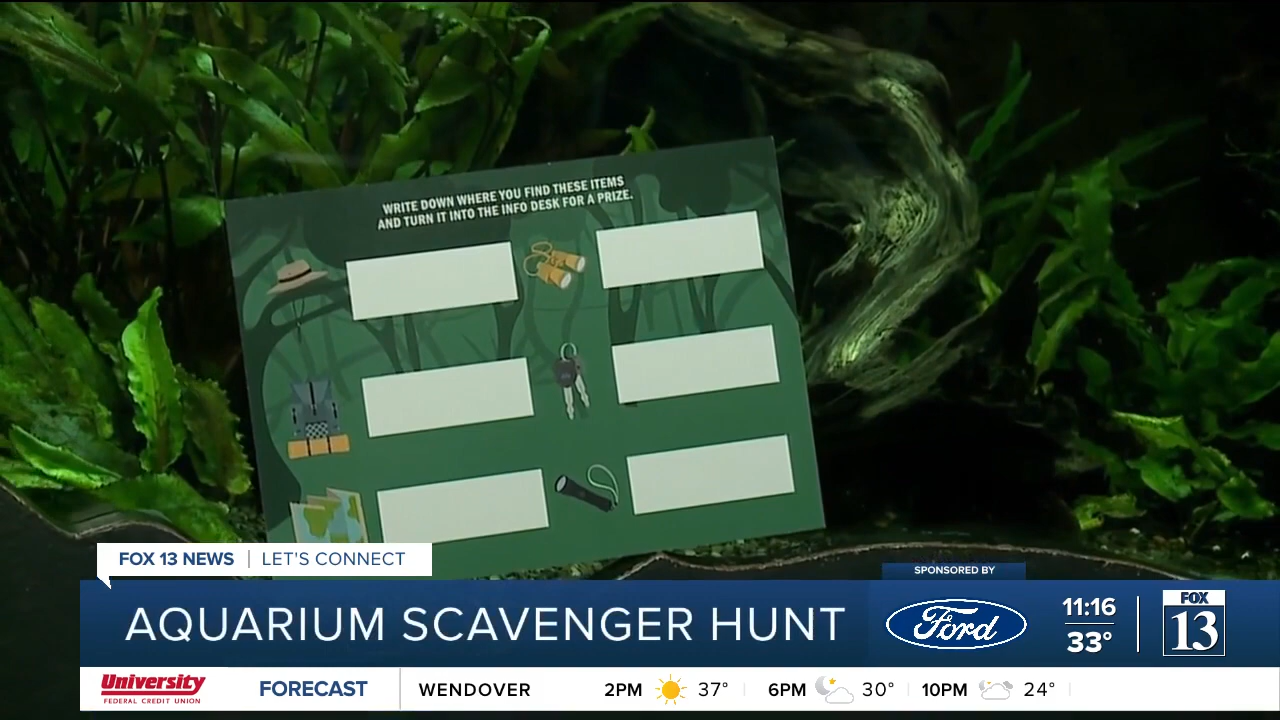 WRITE DOWN WHERE YOU FIND THESE ITEMS
AND TURN IT INTO THE INFO DESK FOR A PRIZE.
FOX 13 NEWS | LET'S CONNECT
SPONSORED BY
AQUARIUM SCAVENGER HUNT
Ford
11:16
33°
FOX
13
University
FEDERAL CREDIT UNION
FORECAST
WENDOVER
2PM 37°
6PM 30°
10PM 24°